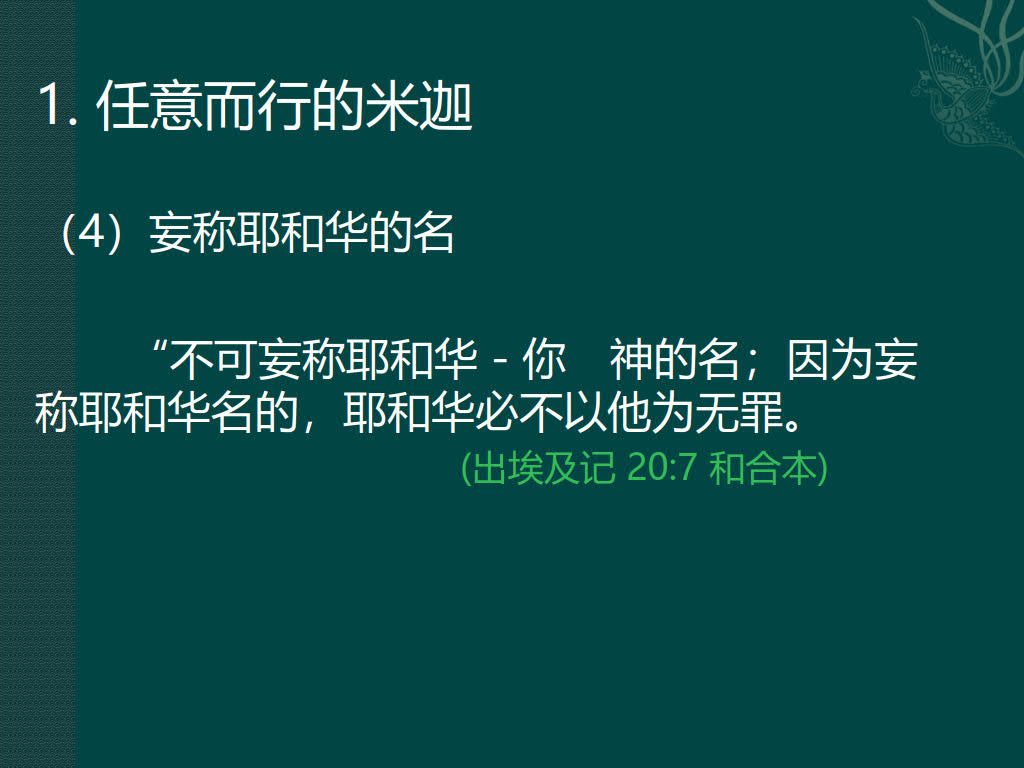 1. 任意而行的米迦
（4）妄称耶和华的名
“不可妄称耶和华－你　神的名；因为妄
称耶和华名的，耶和华必不以他为无罪。
(出埃及记 20:7 和合本)